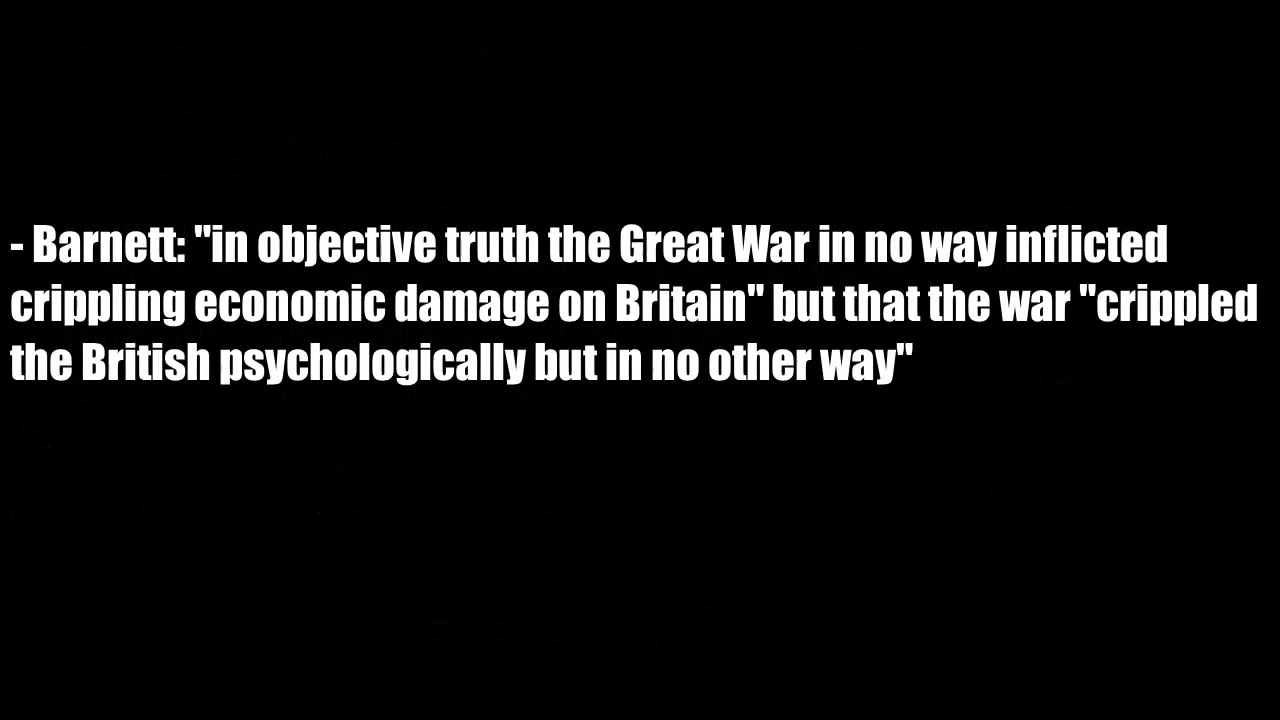 - Barnett: "in objective truth the Great War in no way inflicted
crippling economic damage on Britain" but that the war "crippled
the British psychologically but in no other way"